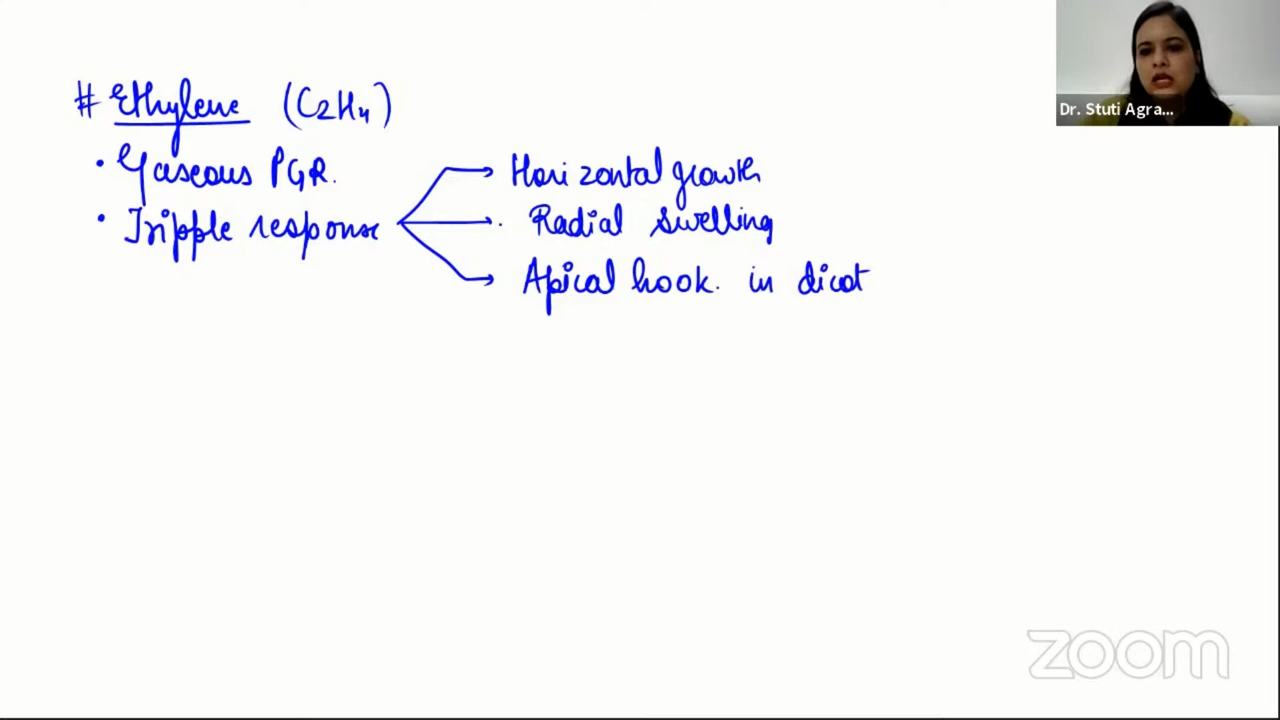 # Ethylene (C2H4)
• Gaseous PGR.
• Tripple response
Horizontal growth
Radial swelling
Apical hook. in dicot
Dr. Stuti Agra...
zoom